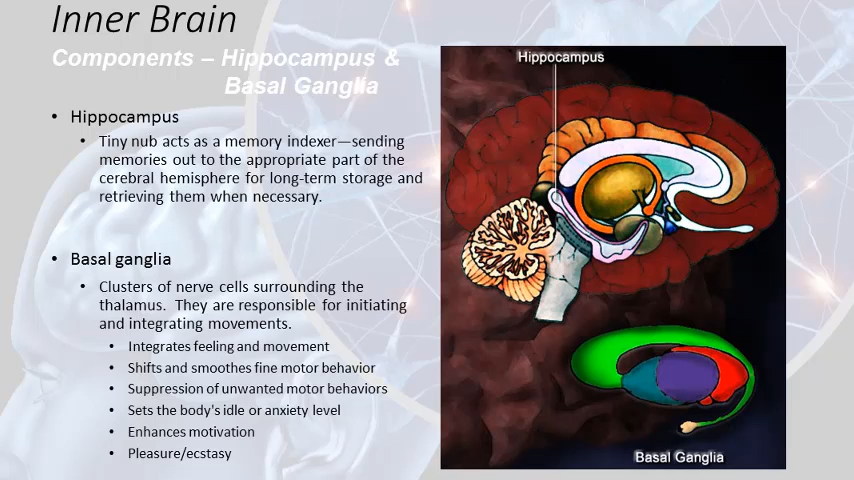 Inner Brain
Components – Hippocampus &
Basal Ganglia
• Hippocampus
• Tiny nub acts as a memory indexer—sending
memories out to the appropriate part of the
cerebral hemisphere for long-term storage and
retrieving them when necessary.
• Basal ganglia
• Clusters of nerve cells surrounding the
thalamus. They are responsible for initiating
and integrating movements.
• Integrates feeling and movement
• Shifts and smoothes fine motor behavior
• Suppression of unwanted motor behaviors
• Sets the body's idle or anxiety level
• Enhances motivation
• Pleasure/ecstasy
Hippocampus
Basal Ganglia